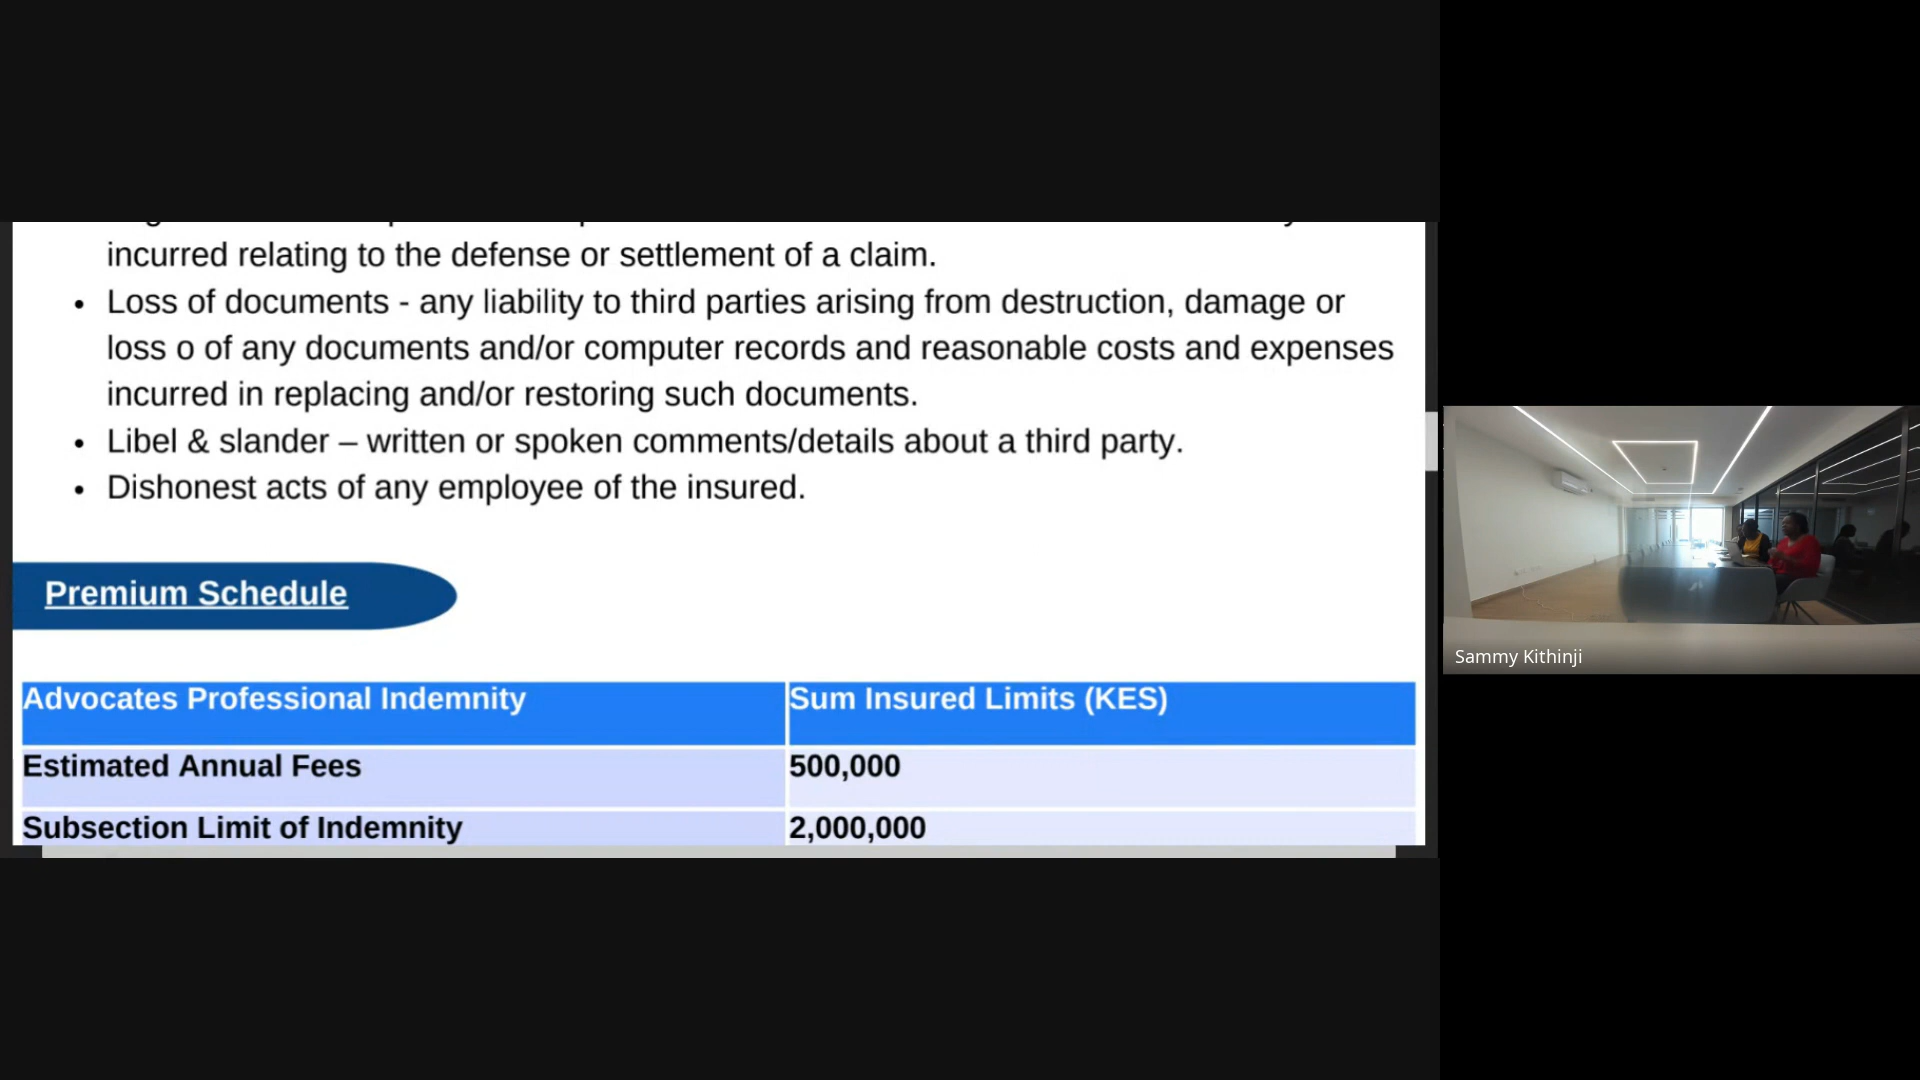 incurred relating to the defense or settlement of a claim.
• Loss of documents - any liability to third parties arising from destruction, damage or
loss o of any documents and/or computer records and reasonable costs and expenses
incurred in replacing and/or restoring such documents.
• Libel & slander – written or spoken comments/details about a third party.
• Dishonest acts of any employee of the insured.
Premium Schedule
Advocates Professional Indemnity Sum Insured Limits (KES)
Estimated Annual Fees 500,000
Subsection Limit of Indemnity 2,000,000
Sammy Kithinji